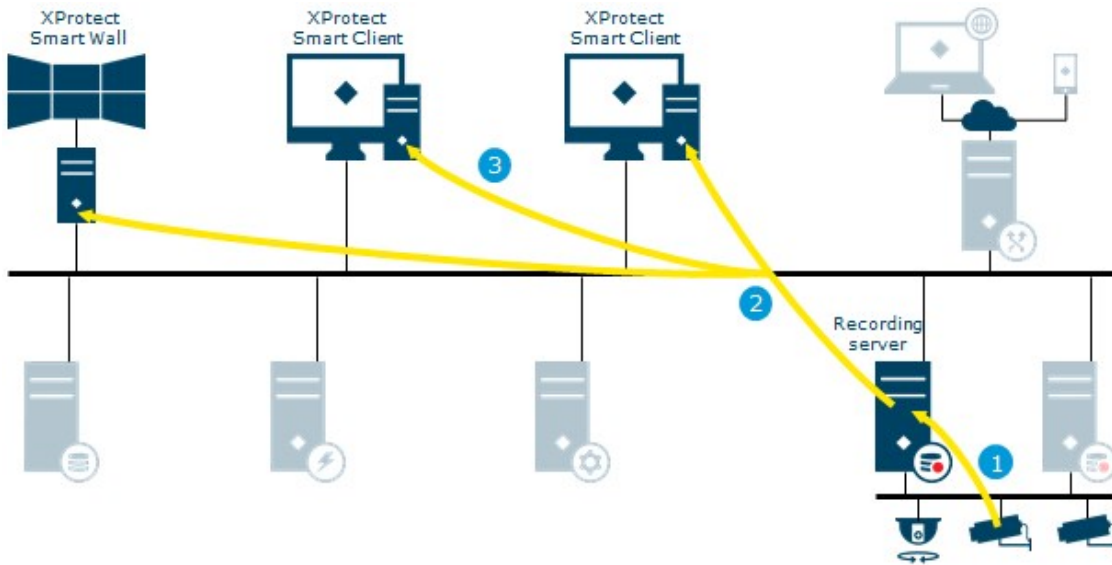 XProtect
Smart Wall
XProtect
Smart Client
XProtect
Smart Client
3
2
Recording
server
1